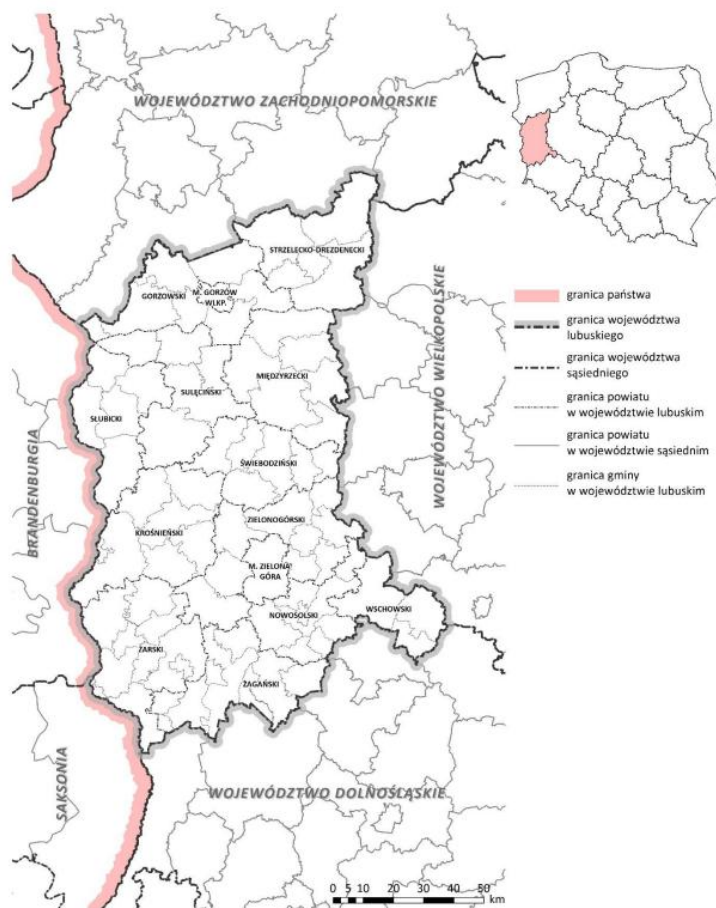 WOJEWÓDZTWO ZACHODNIOPOMORSKIE
STRZELECKO-DREZDENECKI
GORZOWSKI
M. GORZÓW
WLKP.
MIĘDZYRZECKI
SULĘCIŃSKI
SŁUBICKI
ŚWIEBODZIŃSKI
ZIELONOGÓRSKI
KROŚNIEŃSKI
M. ZIELONA
GÓRA
NOWOSOLSKI
WSCHOWSKI
ŻARSKI
ŻAGAŃSKI
BRANDENBURGIA
SAKSONIA
WOJEWÓDZTWO WIELKOPOLSKIE
WOJEWÓDZTWO DOLNOŚLĄSKIE
granica państwa
granica województwa
lubuskiego
granica województwa
sąsiedniego
granica powiatu
w województwie lubuskim
granica powiatu
w województwie sąsiednim
granica gminy
w województwie lubuskim
0 5 10 20 30 40 50
km